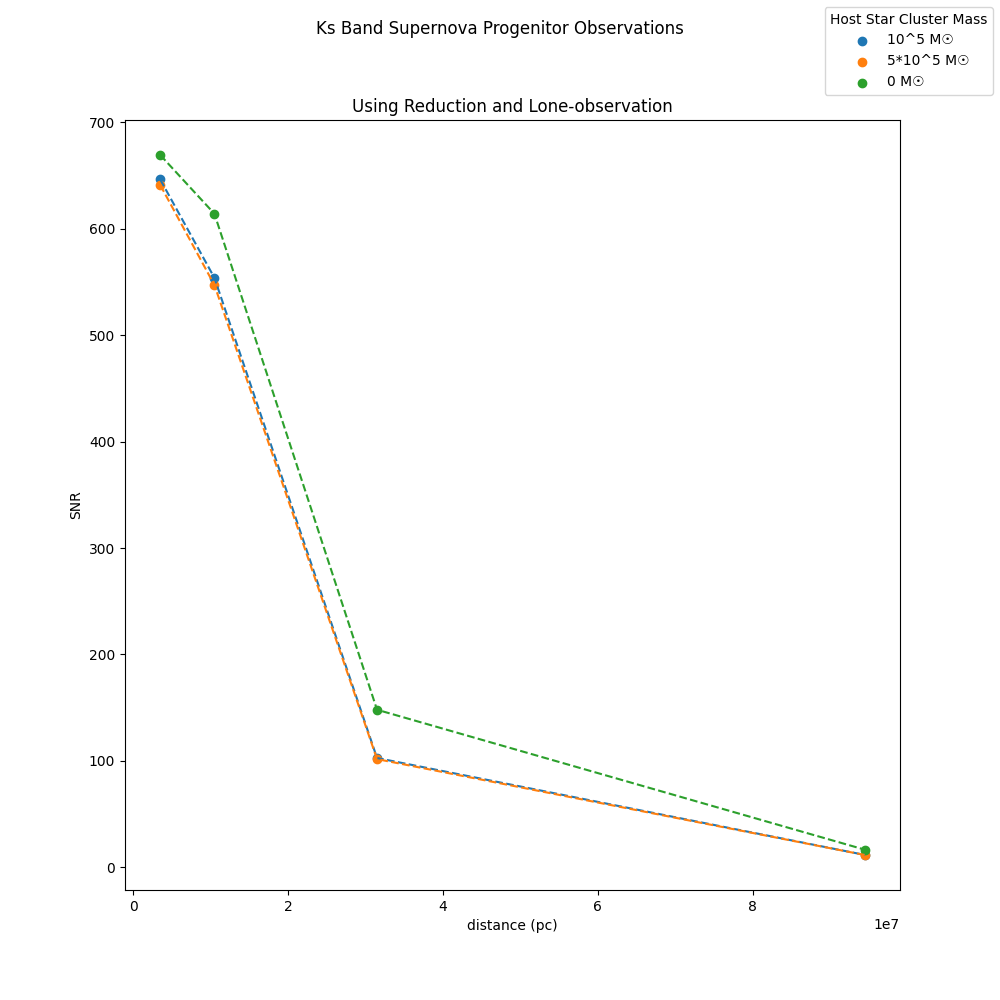 Ks Band Supernova Progenitor Observations
Host Star Cluster Mass
10^5 M☉
5*10^5 M☉
0 M☉
Using Reduction and Lone-observation
700
600
500
400
300
200
100
0
SNR
0 2 4 6 8
1e7
distance (pc)